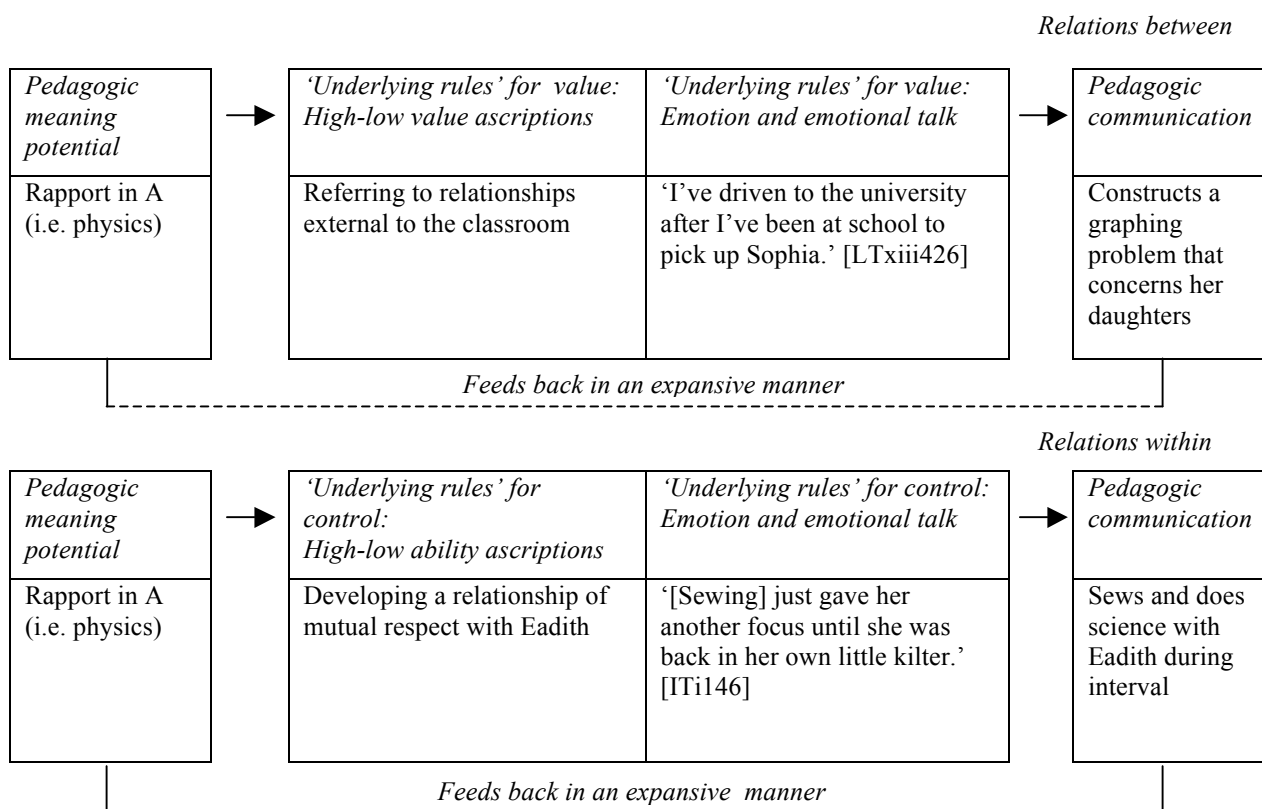 Relations between
Pedagogic
meaning
potential
‘Underlying rules’ for value:
High-low value ascriptions
‘Underlying rules’ for value:
Emotion and emotional talk
Pedagogic
communication
Rapport in A
(i.e. physics)
Referring to relationships
external to the classroom
‘I’ve driven to the university
after I’ve been at school to
pick up Sophia.’ [LTxiii426]
Constructs a
graphing
problem that
concerns her
daughters
Feeds back in an expansive manner
Relations within
Pedagogic
meaning
potential
‘Underlying rules’ for
control:
High-low ability ascriptions
‘Underlying rules’ for control:
Emotion and emotional talk
Pedagogic
communication
Rapport in A
(i.e. physics)
Developing a relationship of
mutual respect with Eadith
‘[Sewing] just gave her
another focus until she was
back in her own little kilter.’
[ITi146]
Sews and does
science with
Eadith during
interval
Feeds back in an expansive manner